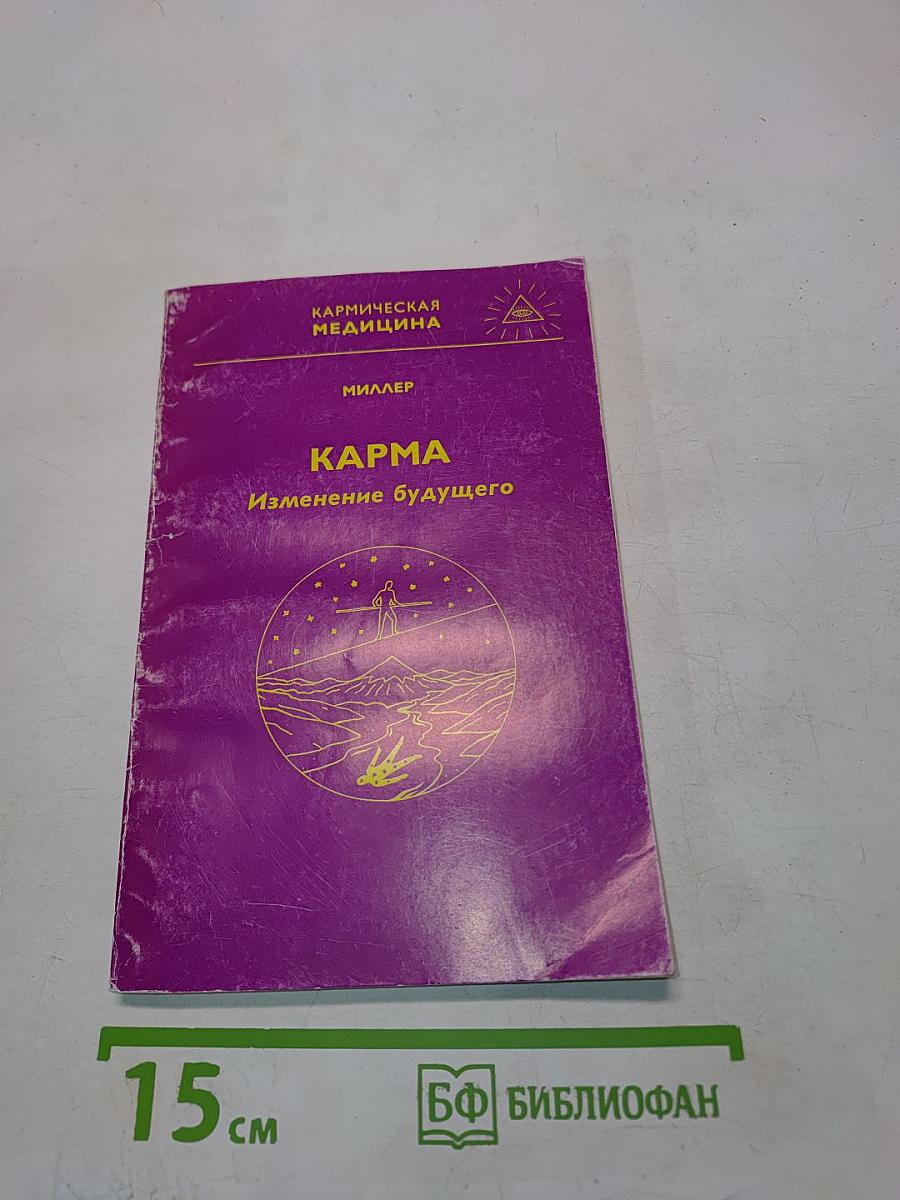 КАРМИЧЕСКАЯ
МЕДИЦИНА
МИЛЛЕР
КАРМА
Изменение будущего
15 см
БФ БИБЛИОФАН